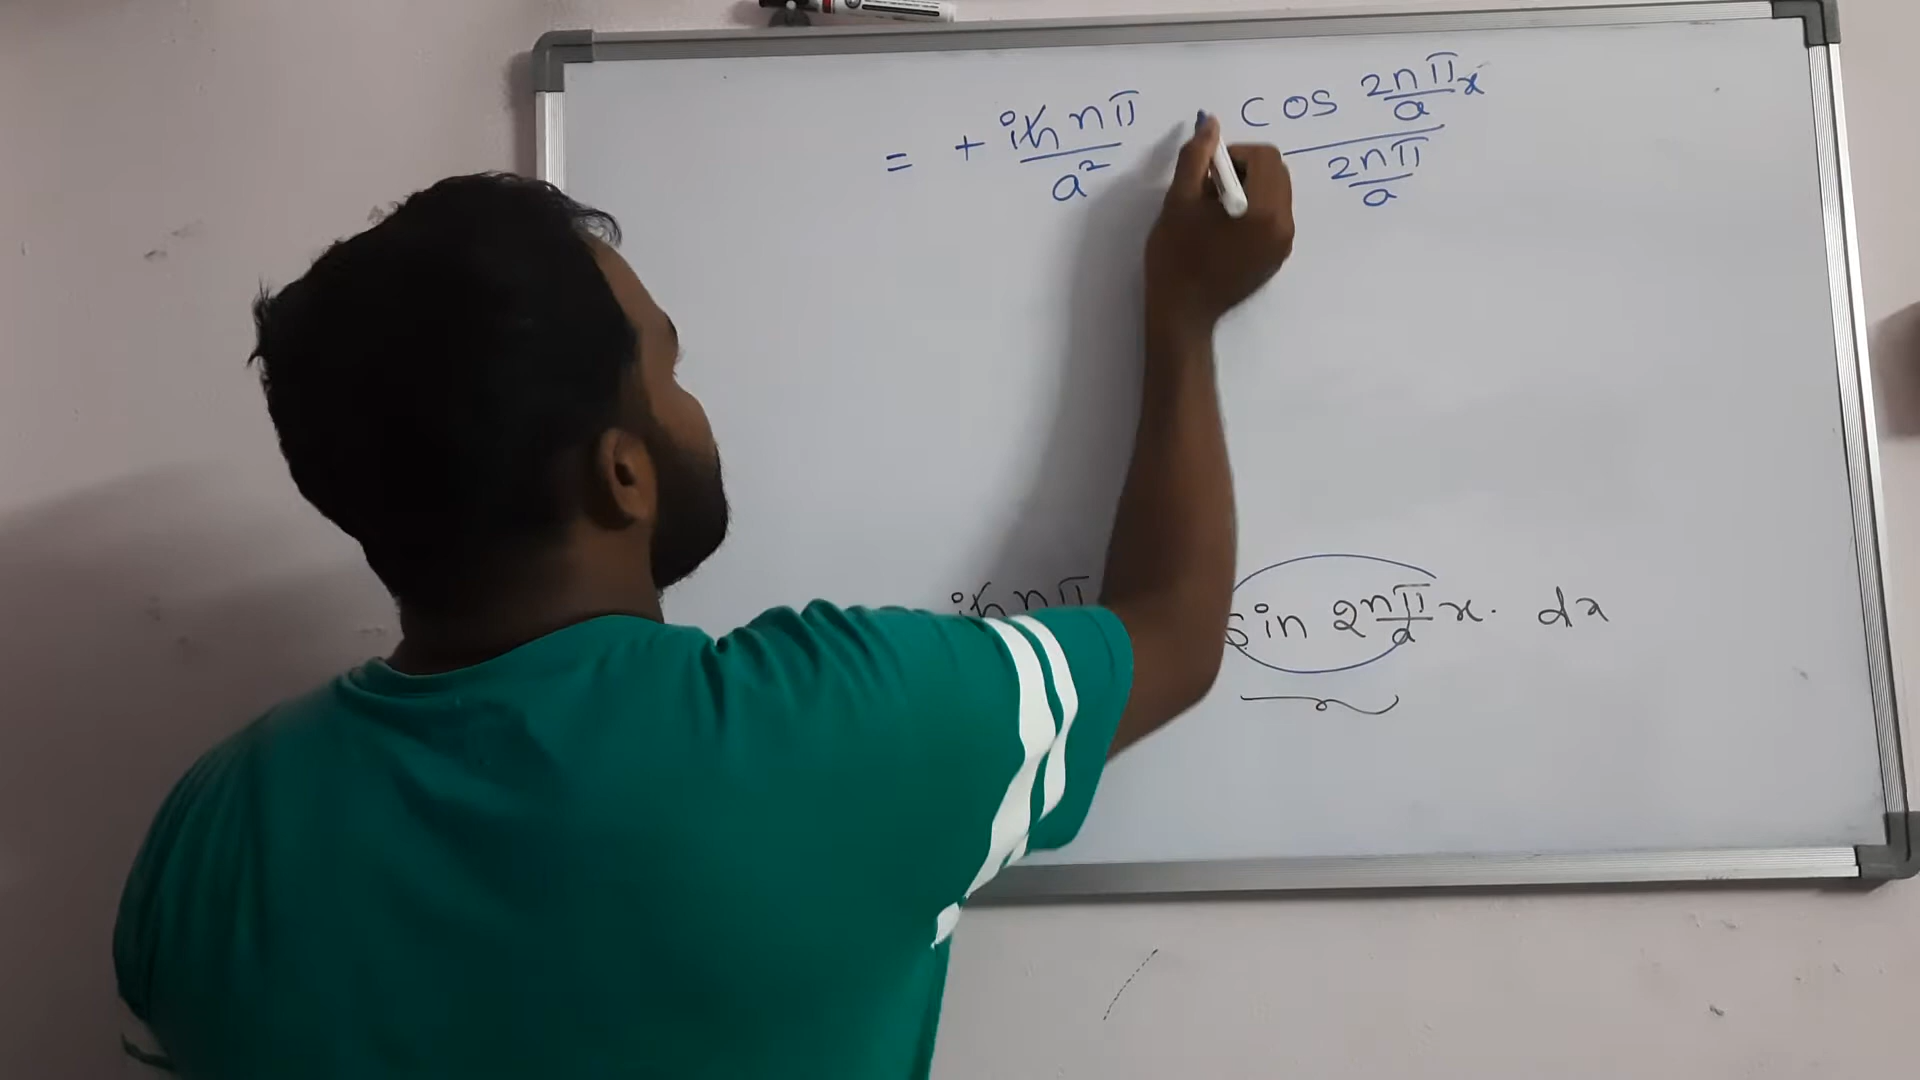 = + iħnπ/a² cos 2nπ/a x / 2nπ/a
iħnπ sin 2nπ/a x. dx